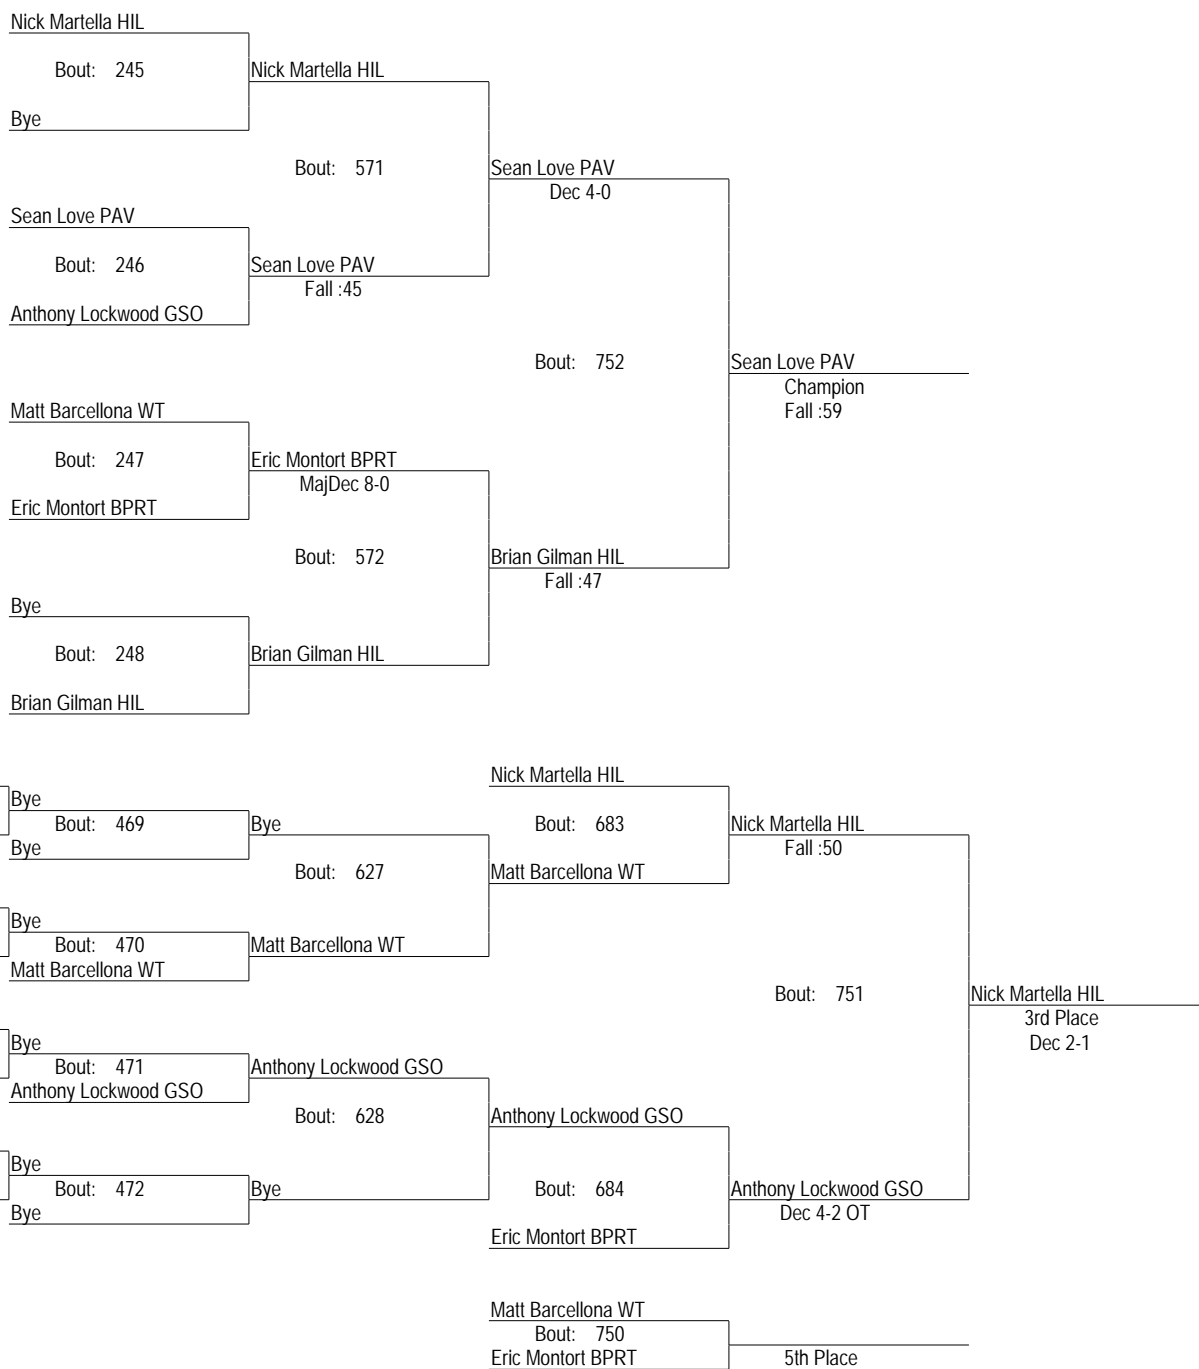 Nick Martella HIL
Bout: 245
Nick Martella HIL
Bye
Bout: 571
Sean Love PAV
Dec 4-0
Sean Love PAV
Bout: 246
Sean Love PAV
Fall :45
Anthony Lockwood GSO
Bout: 752
Sean Love PAV
Champion
Fall :59
Matt Barcellona WT
Bout: 247
Eric Montort BPRT
MajDec 8-0
Eric Montort BPRT
Bout: 572
Brian Gilman HIL
Fall :47
Bye
Bout: 248
Brian Gilman HIL
Brian Gilman HIL
Nick Martella HIL
Bye
Bout: 469
Bye
Bout: 683
Nick Martella HIL
Fall :50
Bye
Bout: 627
Matt Barcellona WT
Bye
Bout: 470
Matt Barcellona WT
Matt Barcellona WT
Bout: 751
Nick Martella HIL
3rd Place
Dec 2-1
Bye
Bout: 471
Anthony Lockwood GSO
Anthony Lockwood GSO
Bout: 628
Anthony Lockwood GSO
Bye
Bout: 472
Bye
Bout: 684
Anthony Lockwood GSO
Dec 4-2 OT
Bye
Eric Montort BPRT
Matt Barcellona WT
Bout: 750
Eric Montort BPRT
5th Place